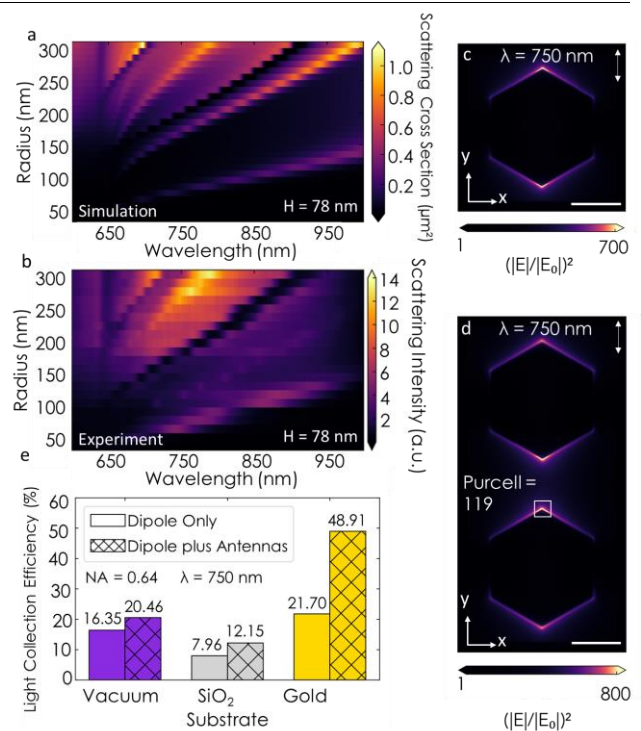 a
Radius (nm)
300
250
200
150
100
50
Simulation
H = 78 nm
650
750
850
950
Wavelength (nm)
1.0
0.8
0.6
0.4
0.2
Scattering Cross Section (μm²)
b
Radius (nm)
300
250
200
150
100
50
Experiment
H = 78 nm
650
750
850
950
Wavelength (nm)
14
12
10
8
6
4
2
Scattering Intensity (a.u.)
c
λ = 750 nm
y
x
1
700
(|E|/|E₀|)²
d
λ = 750 nm
Purcell =
119
y
x
1
800
(|E|/|E₀|)²
e
Light Collection Efficiency (%)
60
50
40
30
20
10
0
Dipole Only
Dipole plus Antennas
NA = 0.64 λ = 750 nm
16.35
20.46
7.96
12.15
21.70
48.91
Vacuum
SiO₂
Gold
Substrate